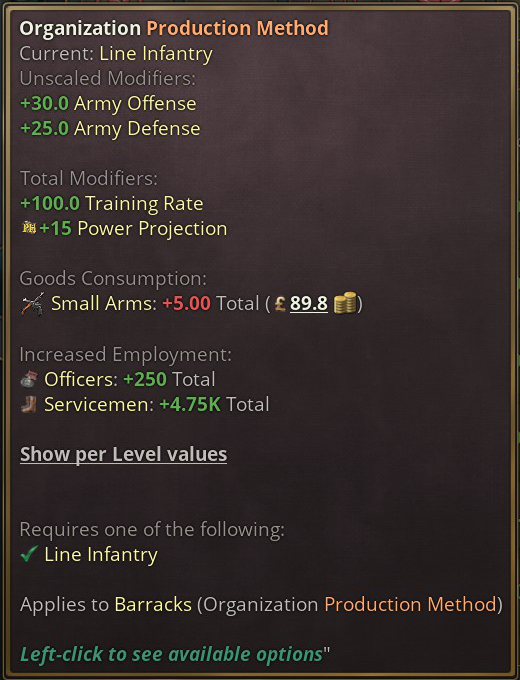 Organization Production Method
Current: Line Infantry
Unscaled Modifiers:
+30.0 Army Offense
+25.0 Army Defense
Total Modifiers:
+100.0 Training Rate
+15 Power Projection
Goods Consumption:
Small Arms: +5.00 Total (£89.8)
Increased Employment:
Officers: +250 Total
Servicemen: +4.75K Total
Show per Level values
Requires one of the following:
Line Infantry
Applies to Barracks (Organization Production Method)
Left-click to see available options"